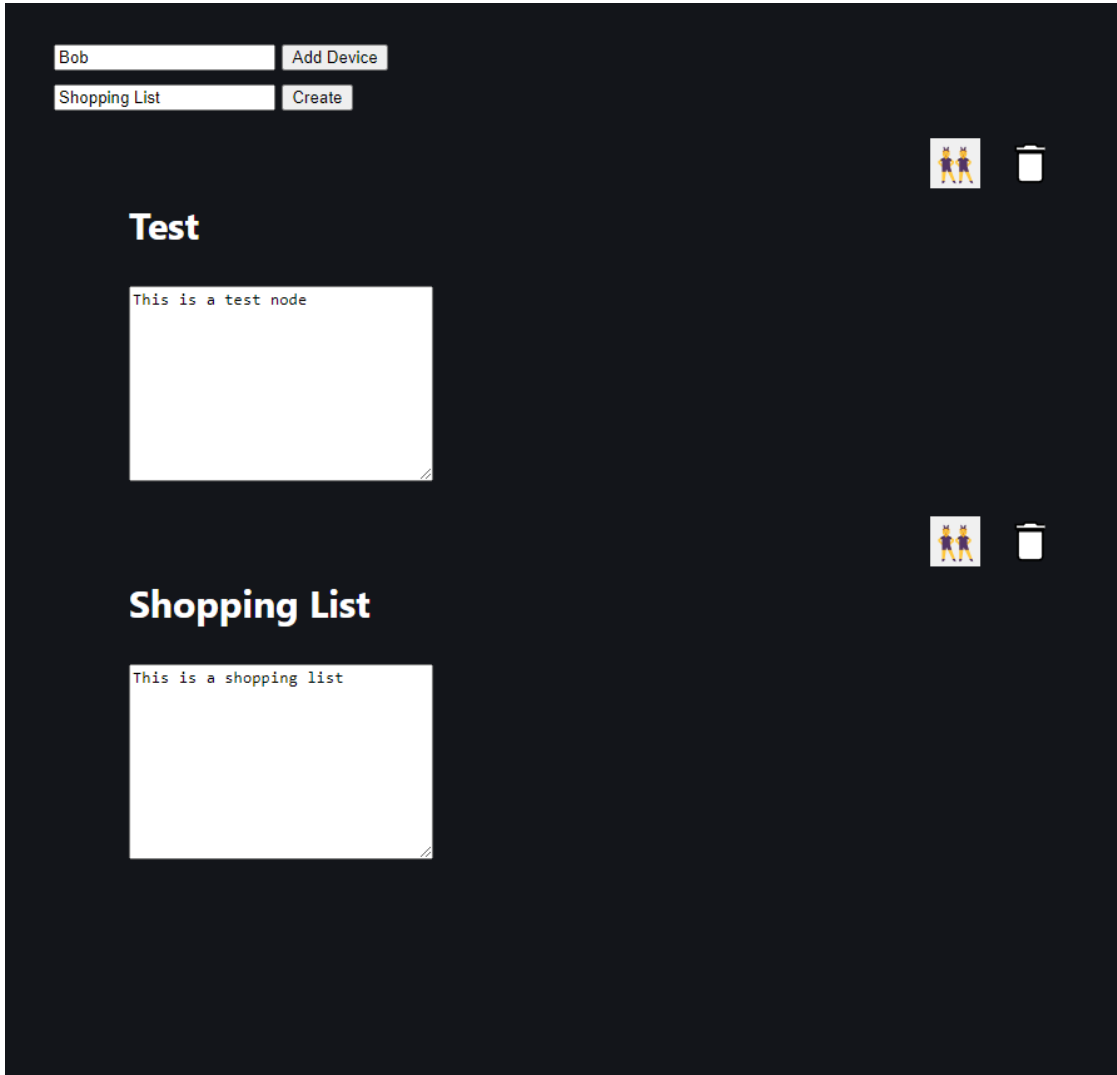 Bob Add Device
Shopping List Create
Test
This is a test node
Shopping List
This is a shopping list